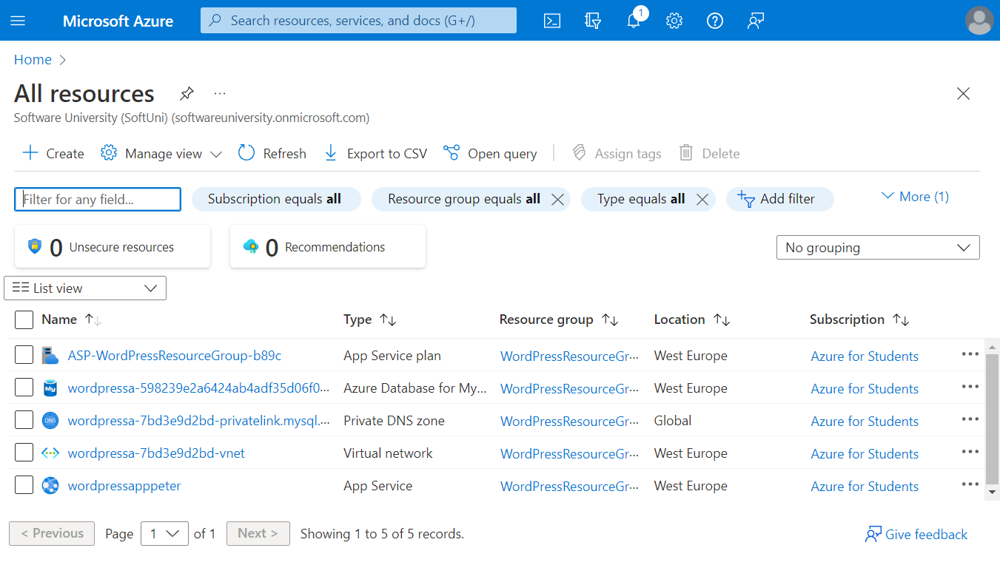 Microsoft Azure
Search resources, services, and docs (G+/)
1
Home
All resources
Software University (SoftUni) (softwareuniversity.onmicrosoft.com)
Create Manage view Refresh Export to CSV Open query Assign tags Delete
Filter for any field... Subscription equals all Resource group equals all Type equals all Add filter More (1)
0 Unsecure resources 0 Recommendations
No grouping
List view
Name Type Resource group Location Subscription
ASP-WordPressResourceGroup-b89c App Service plan WordPressResourceGr... West Europe Azure for Students
My wordpressa-598239e2a6424ab4adf35d06f0... Azure Database for My... WordPressResourceGr... West Europe Azure for Students
DNS wordpressa-7bd3e9d2bd-privatelink.mysql.... Private DNS zone WordPressResourceGr... Global Azure for Students
wordpressa-7bd3e9d2bd-vnet Virtual network WordPressResourceGr... West Europe Azure for Students
wordpressapppeter App Service WordPressResourceGr... West Europe Azure for Students
< Previous Page 1 of 1 Next > Showing 1 to 5 of 5 records. Give feedback